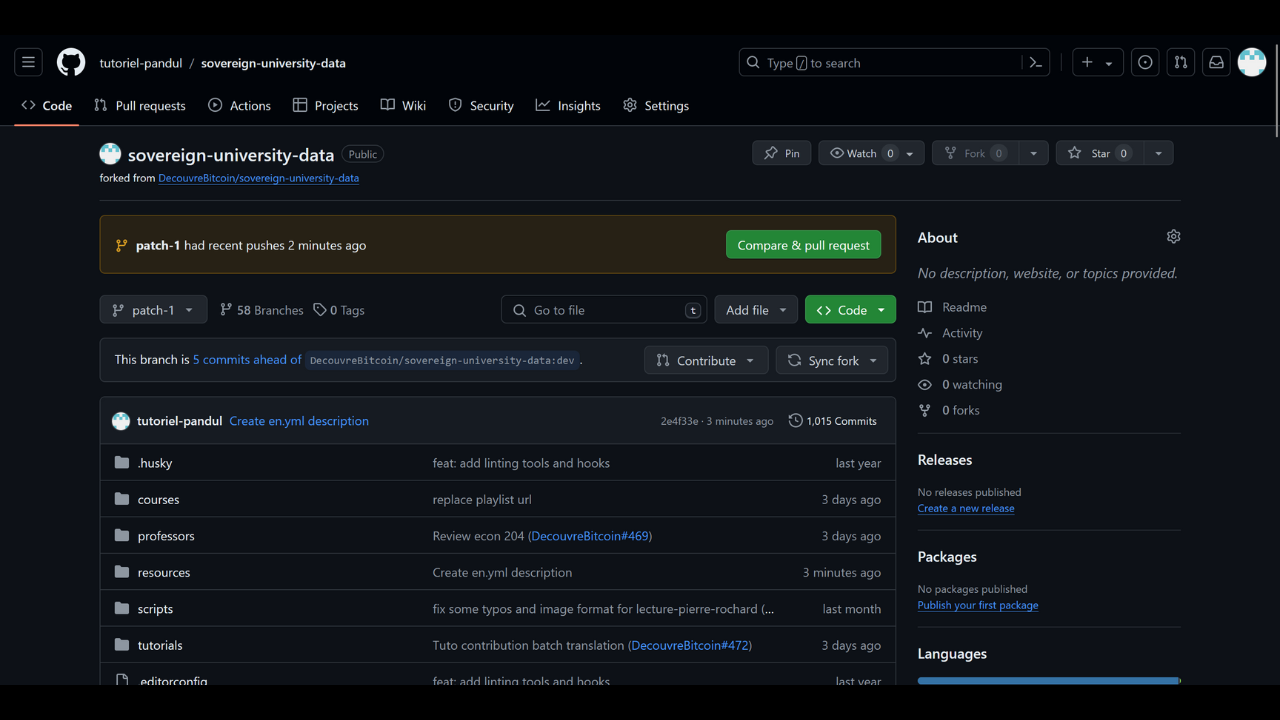 tutoriel-pandul / sovereign-university-data
Type / to search
Code Pull requests Actions Projects Wiki Security Insights Settings
sovereign-university-data Public
Pin Watch 0 Fork 0 Star 0
forked from DecouvreBitcoin/sovereign-university-data
patch-1 had recent pushes 2 minutes ago
Compare & pull request
patch-1 58 Branches 0 Tags
Go to file t
Add file
Code
This branch is 5 commits ahead of DecouvreBitcoin/sovereign-university-data:dev .
Contribute
Sync fork
tutoriel-pandul Create en.yml description 2e4f33e · 3 minutes ago 1,015 Commits
.husky feat: add linting tools and hooks last year
courses replace playlist url 3 days ago
professors Review econ 204 (DecouvreBitcoin#469) 3 days ago
resources Create en.yml description 3 minutes ago
scripts fix some typos and image format for lecture-pierre-rochard (... last month
tutorials Tuto contribution batch translation (DecouvreBitcoin#472) 3 days ago
.editorconfig feat: add linting tools and hooks last year
About
No description, website, or topics provided.
Readme
Activity
0 stars
0 watching
0 forks
Releases
No releases published
Create a new release
Packages
No packages published
Publish your first package
Languages